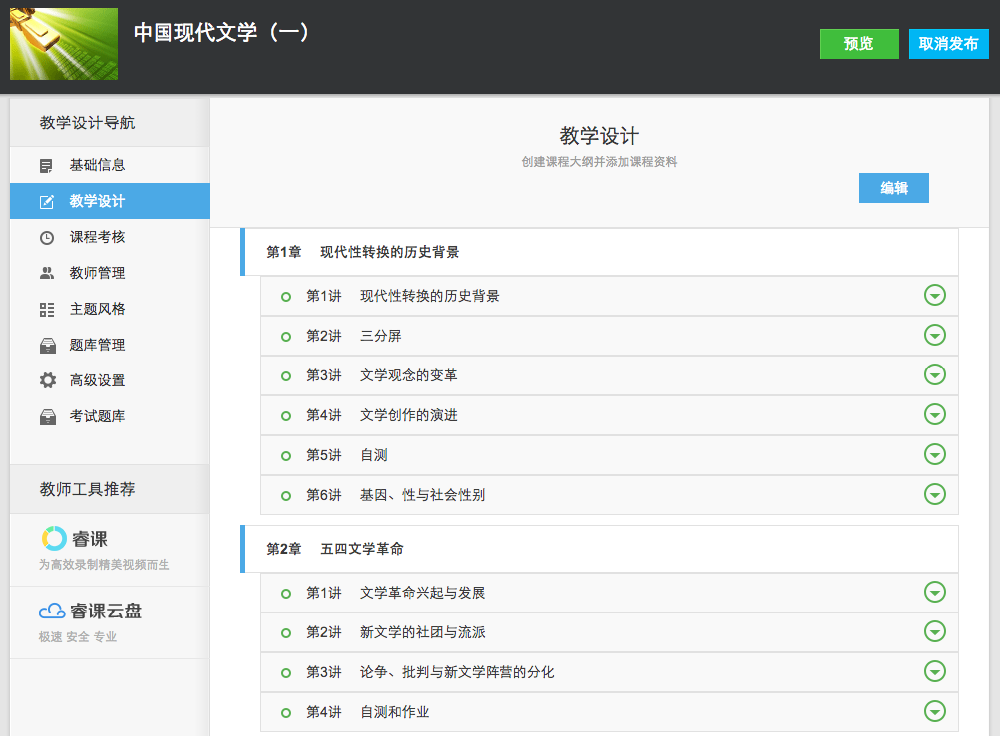 中国现代文学（一）
预览
取消发布
教学设计导航
基础信息
教学设计
课程考核
教师管理
主题风格
题库管理
高级设置
考试题库
教师工具推荐
睿课
为高效录制精美视频而生
睿课云盘
极速 安全 专业
教学设计
创建课程大纲并添加课程资料
编辑
第1章 现代性转换的历史背景
第1讲 现代性转换的历史背景
第2讲 三分屏
第3讲 文学观念的变革
第4讲 文学创作的演进
第5讲 自测
第6讲 基因、性与社会性别
第2章 五四文学革命
第1讲 文学革命兴起与发展
第2讲 新文学的社团与流派
第3讲 论争、批判与新文学阵营的分化
第4讲 自测和作业